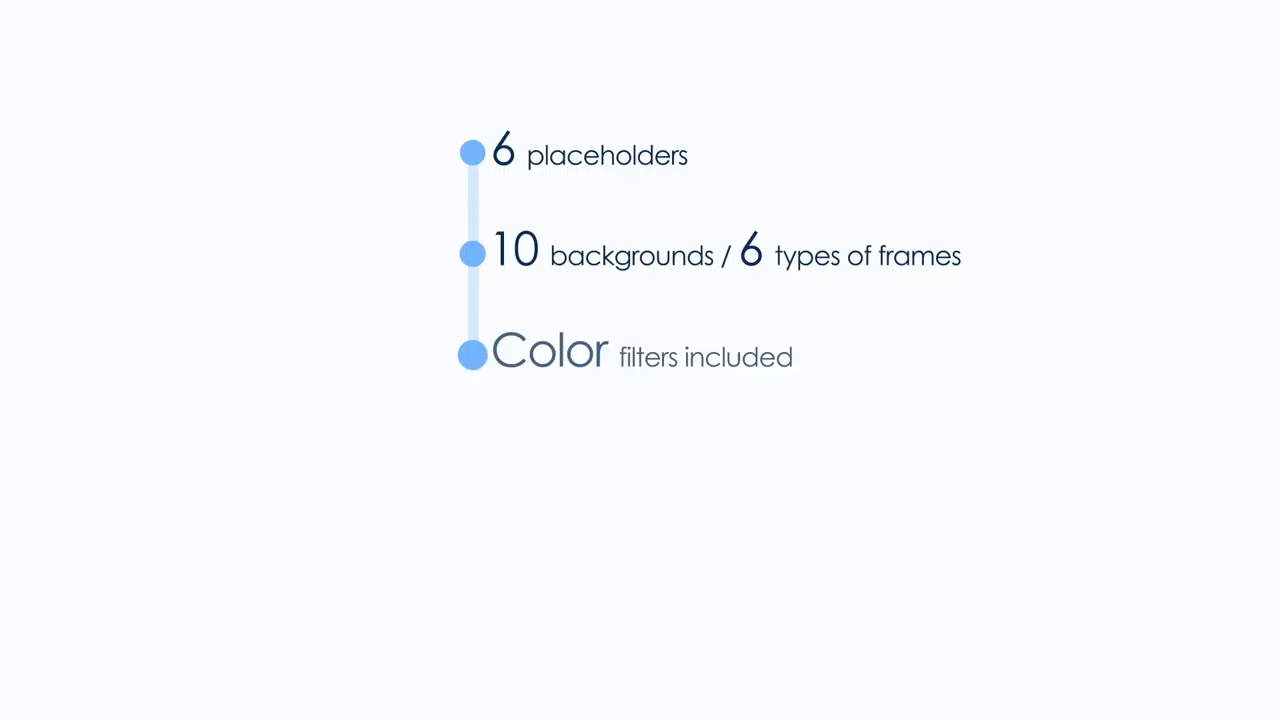 6 placeholders
10 backgrounds / 6 types of frames
Color filters included